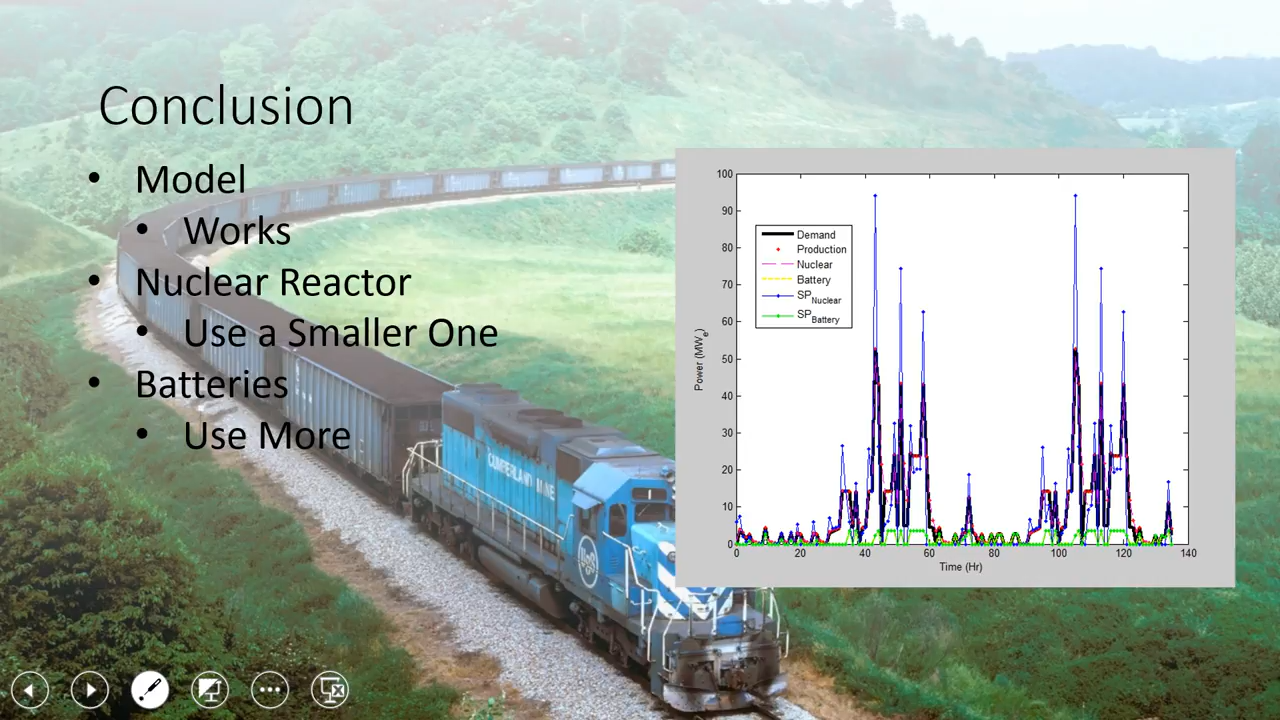 Conclusion
• Model
• Works
• Nuclear Reactor
• Use a Smaller One
• Batteries
• Use More
CUMBERLAND MINE
100
90
80
70
60
50
40
30
20
10
0
Power (MWe)
Demand
Production
Nuclear
Battery
SPNuclear
SPBattery
0 20 40 60 80 100 120 140
Time (Hr)